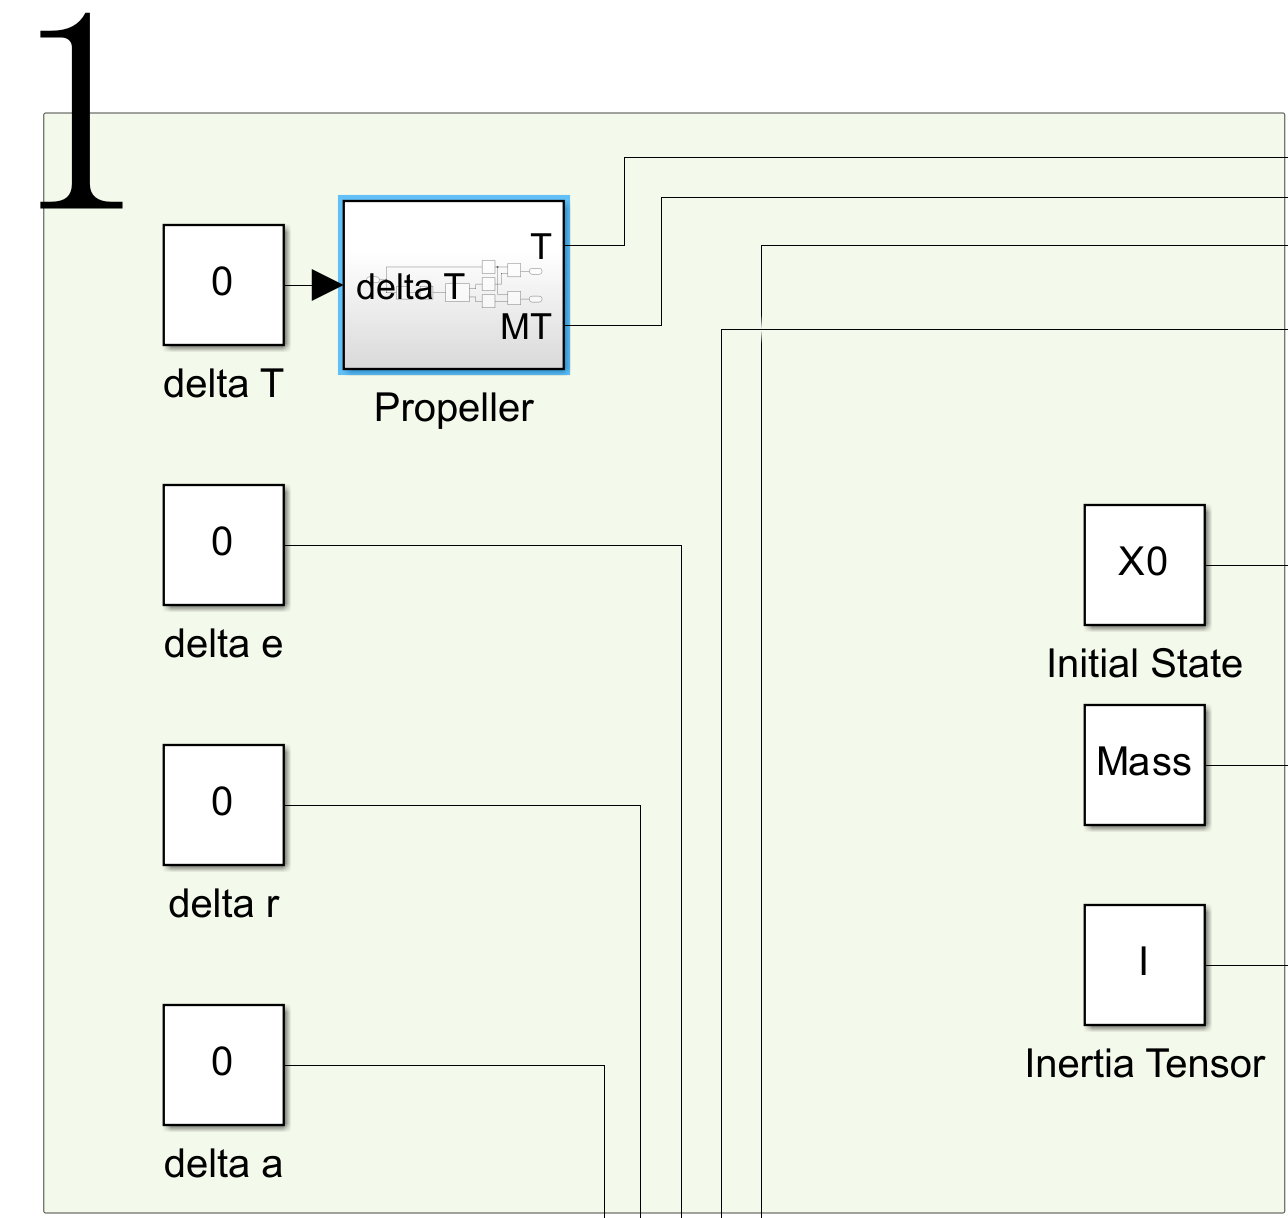 1
0
delta T
delta T
T
MT
Propeller
0
delta e
X0
Initial State
Mass
0
delta r
I
Inertia Tensor
0
delta a